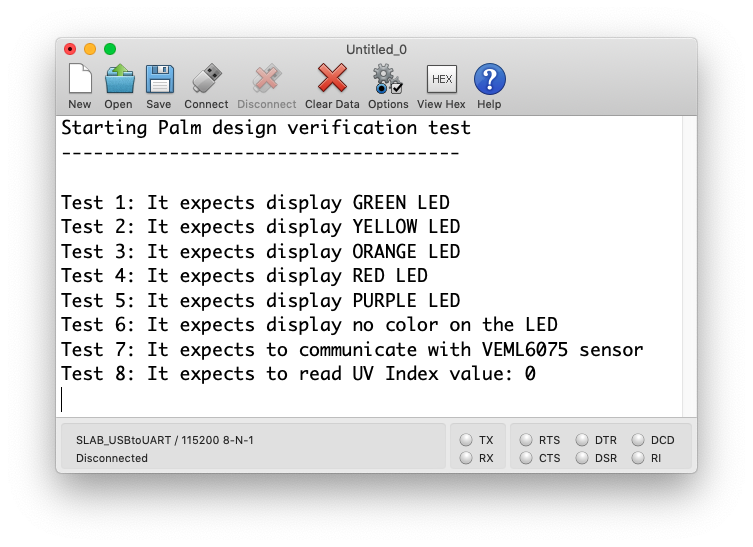 Untitled_0
New Open Save Connect Disconnect Clear Data Options View Hex Help
HEX
?
Starting Palm design verification test
-------------------------------------
Test 1: It expects display GREEN LED
Test 2: It expects display YELLOW LED
Test 3: It expects display ORANGE LED
Test 4: It expects display RED LED
Test 5: It expects display PURPLE LED
Test 6: It expects display no color on the LED
Test 7: It expects to communicate with VEML6075 sensor
Test 8: It expects to read UV Index value: 0
SLAB_USBtoUART / 115200 8-N-1
Disconnected
TX RTS DTR DCD
RX CTS DSR RI